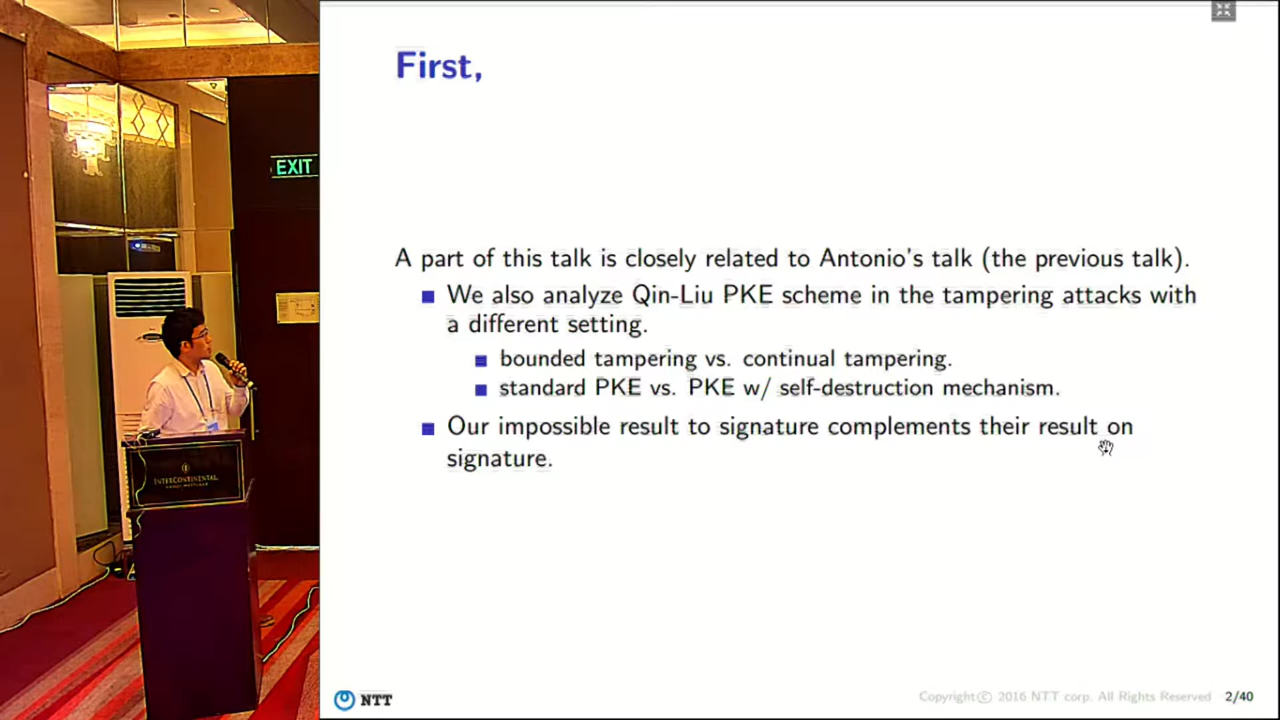 First,
EXIT
A part of this talk is closely related to Antonio's talk (the previous talk).
We also analyze Qin-Liu PKE scheme in the tampering attacks with
a different setting.
bounded tampering vs. continual tampering.
standard PKE vs. PKE w/ self-destruction mechanism.
Our impossible result to signature complements their result on
signature.
INTERCONTINENTAL
NTT
Copyright© 2016 NTT corp. All Rights Reserved 2/40